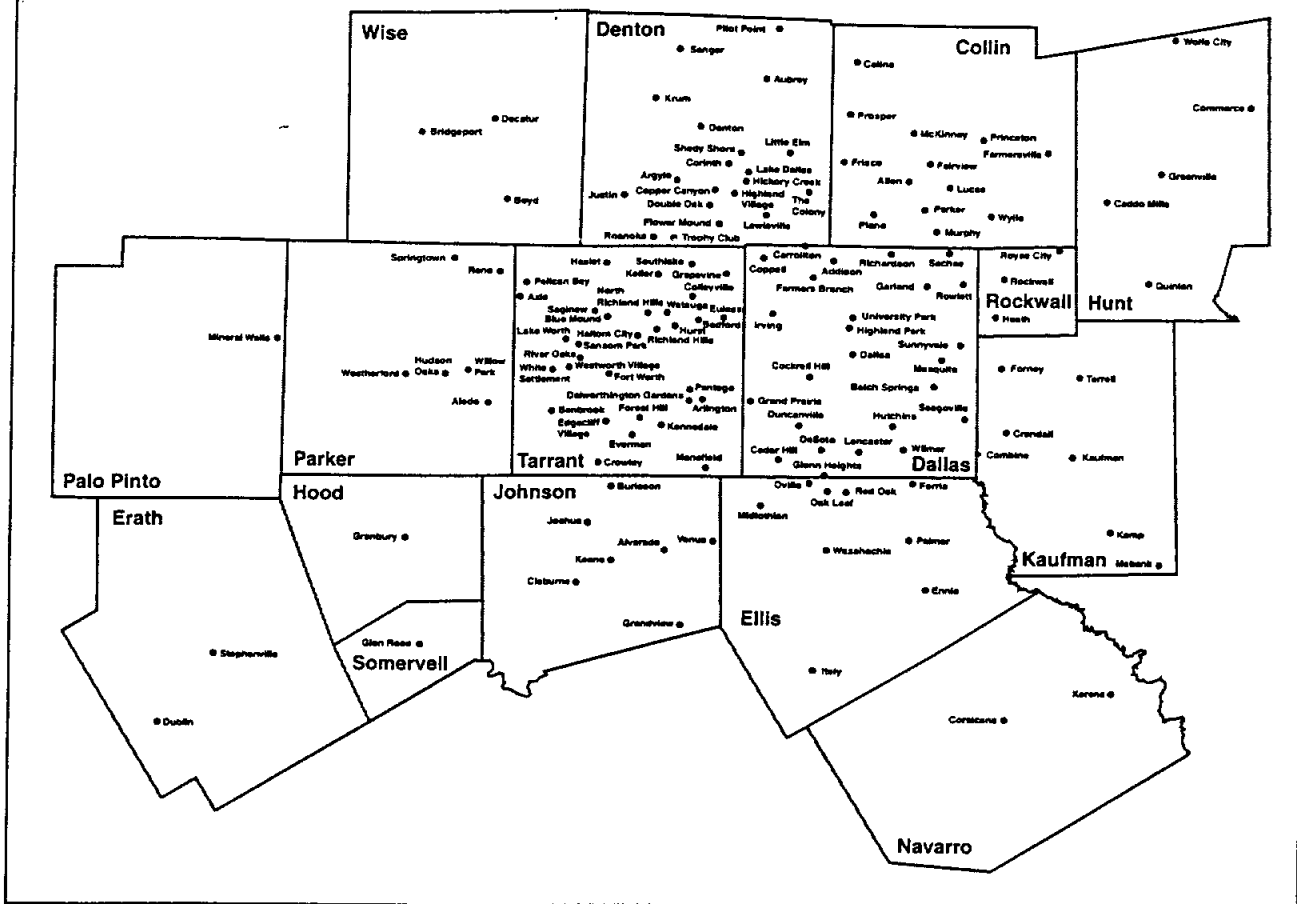 Wise
Bridgeport
Decatur
Boyd
Denton
Pilot Point
Sanger
Aubrey
Krum
Denton
Little Elm
Shady Shore
Corinth
Lake Dallas
Argyle
Hickory Creek
Justin
Copper Canyon
Highland
Village
The
Colony
Double Oak
Lewisville
Flower Mound
Roanoke
Trophy Club
Collin
Celina
Prosper
McKinney
Princeton
Farmersville
Frisco
Fairview
Allen
Lucas
Plano
Parker
Wylie
Murphy
Hunt
Wolfe City
Commerce
Greenville
Caddo Mills
Quinlan
Palo Pinto
Mineral Wells
Parker
Springtown
Reno
Weatherford
Hudson
Oaks
Willow
Park
Aledo
Tarrant
Haslet
Southlake
Keller
Grapevine
Pelican Bay
Colleyville
Azle
North
Richland Hills
Watauga
Euless
Saginaw
Blue Mound
Bedford
Lake Worth
Haltom City
Hurst
Richland Hills
Sansom Park
River Oaks
White
Settlement
Westworth Village
Fort Worth
Pantego
Dalworthington Gardens
Arlington
Benbrook
Forest Hill
Edgecliff
Village
Kennedale
Everman
Crowley
Mansfield
Dallas
Carrollton
Coppell
Addison
Richardson
Sachse
Farmers Branch
Garland
Rowlett
Irving
University Park
Highland Park
Sunnyvale
Dallas
Mesquite
Cockrell Hill
Balch Springs
Grand Prairie
Seagoville
Duncanville
Hutchins
DeSoto
Lancaster
Wilmer
Cedar Hill
Glenn Heights
Rockwall
Royse City
Rockwall
Heath
Kaufman
Forney
Terrell
Crandall
Combine
Kaufman
Kemp
Mabank
Erath
Stephenville
Dublin
Hood
Granbury
Somervell
Glen Rose
Johnson
Burleson
Joshua
Alvarado
Venus
Keene
Cleburne
Grandview
Ellis
Ovilla
Oak Leaf
Red Oak
Ferris
Midlothian
Waxahachie
Palmer
Ennis
Italy
Navarro
Kerens
Corsicana